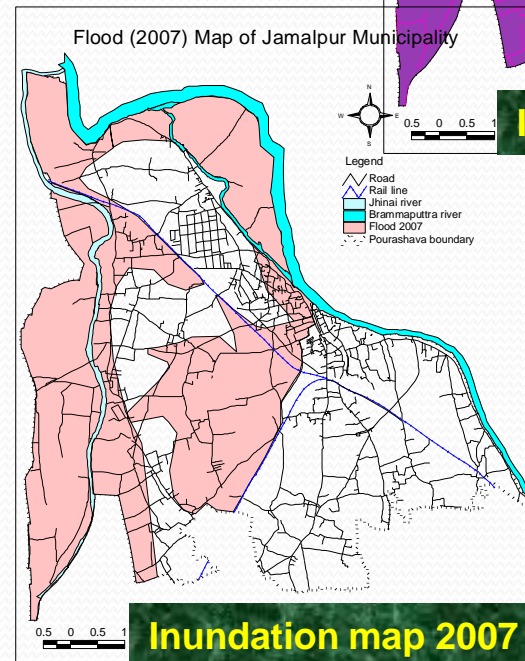 Flood (2007) Map of Jamalpur Municipality
N
W E
S
0.5 0 0.5 1
Legend
Road
Rail line
Jhinai river
Brammaputtra river
Flood 2007
Pourashava boundary
0.5 0 0.5 1
Inundation map 2007